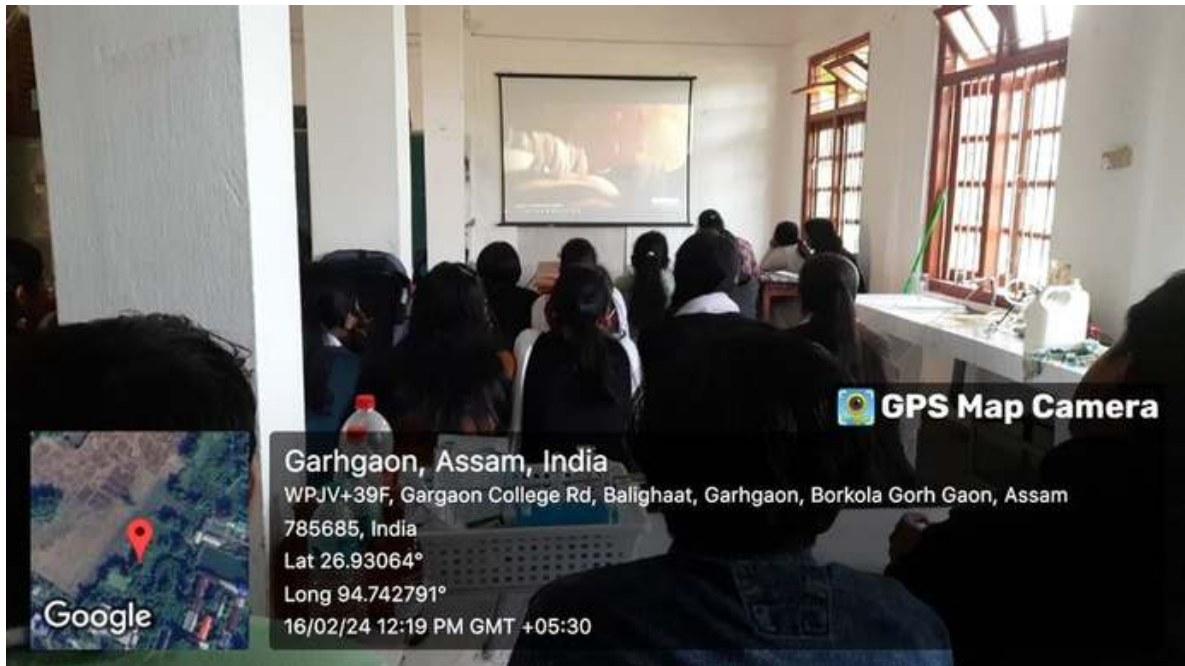 GPS Map Camera
Garhgaon, Assam, India
WPJV+39F, Gargaon College Rd, Balighaat, Garhgaon, Borkola Gorh Gaon, Assam
785685, India
Lat 26.93064°
Long 94.742791°
16/02/24 12:19 PM GMT +05:30
Google